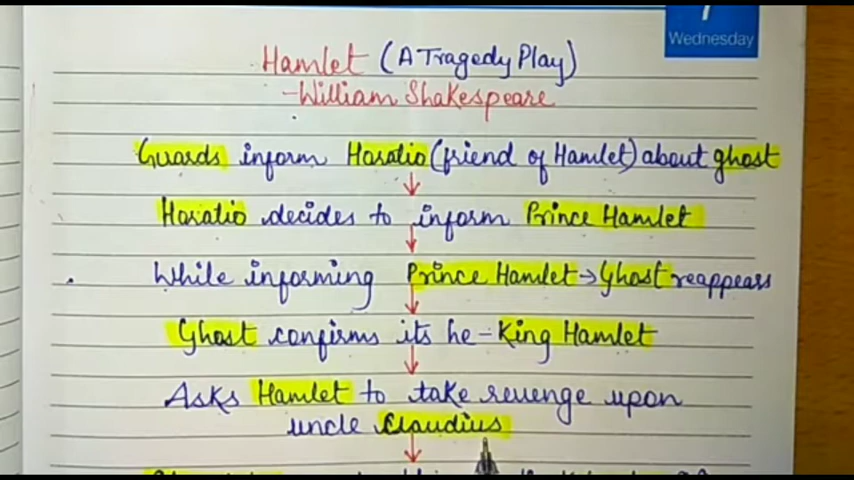 Wednesday
Hamlet (A Tragedy Play)
-William Shakespeare
Guards inform Horatio (friend of Hamlet) about ghost
Horatio decides to inform Prince Hamlet
While informing Prince Hamlet → Ghost reappears
Ghost confirms its he - King Hamlet
Asks Hamlet to take revenge upon
uncle Claudius